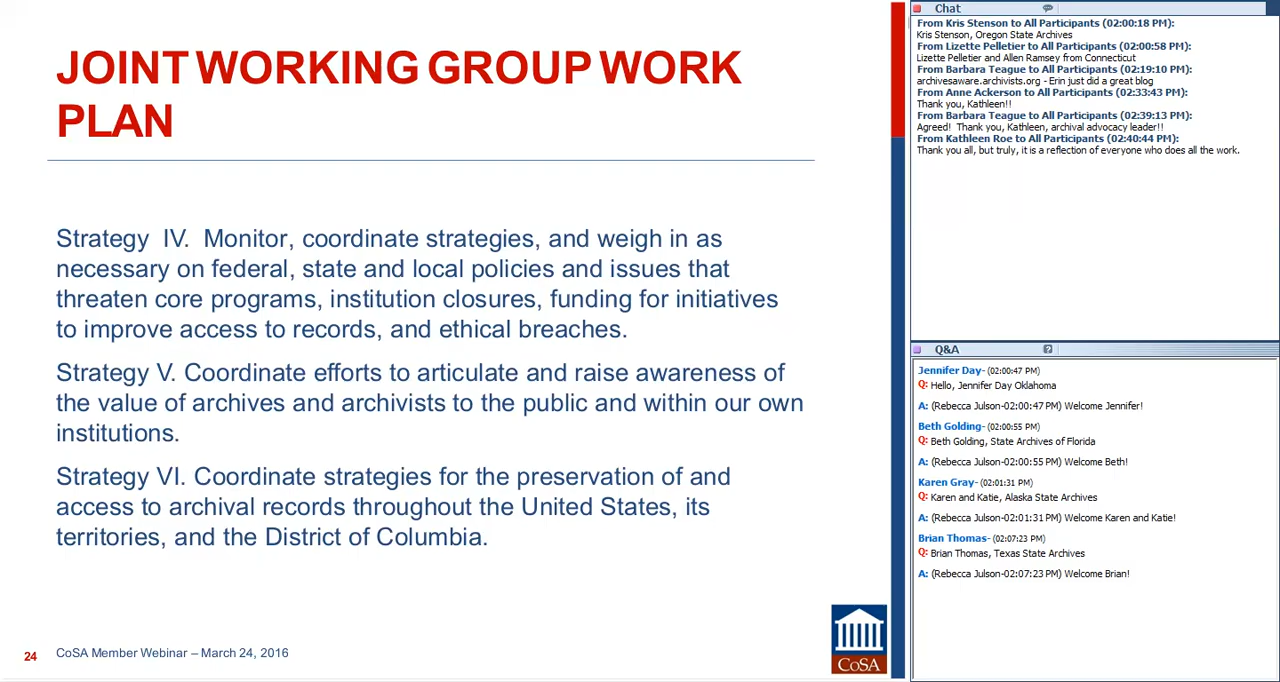 JOINT WORKING GROUP WORK
PLAN
Strategy IV. Monitor, coordinate strategies, and weigh in as
necessary on federal, state and local policies and issues that
threaten core programs, institution closures, funding for initiatives
to improve access to records, and ethical breaches.
Strategy V. Coordinate efforts to articulate and raise awareness of
the value of archives and archivists to the public and within our own
institutions.
Strategy VI. Coordinate strategies for the preservation of and
access to archival records throughout the United States, its
territories, and the District of Columbia.
24
CoSA Member Webinar – March 24, 2016
CoSA
Chat
From Kris Stenson to All Participants (02:00:18 PM):
Kris Stenson, Oregon State Archives
From Lizette Pelletier to All Participants (02:00:58 PM):
Lizette Pelletier and Allen Ramsey from Connecticut
From Barbara Teague to All Participants (02:19:10 PM):
archivesaware.archivists.org - Erin just did a great blog
From Anne Ackerson to All Participants (02:33:43 PM):
Thank you, Kathleen!!
From Barbara Teague to All Participants (02:39:13 PM):
Agreed! Thank you, Kathleen, archival advocacy leader!!
From Kathleen Roe to All Participants (02:40:44 PM):
Thank you all, but truly, it is a reflection of everyone who does all the work.
Q&A
Jennifer Day- (02:00:47 PM)
Q: Hello, Jennifer Day Oklahoma
A: (Rebecca Julson-02:00:47 PM) Welcome Jennifer!
Beth Golding- (02:00:55 PM)
Q: Beth Golding, State Archives of Florida
A: (Rebecca Julson-02:00:55 PM) Welcome Beth!
Karen Gray- (02:01:31 PM)
Q: Karen and Katie, Alaska State Archives
A: (Rebecca Julson-02:01:31 PM) Welcome Karen and Katie!
Brian Thomas- (02:07:23 PM)
Q: Brian Thomas, Texas State Archives
A: (Rebecca Julson-02:07:23 PM) Welcome Brian!